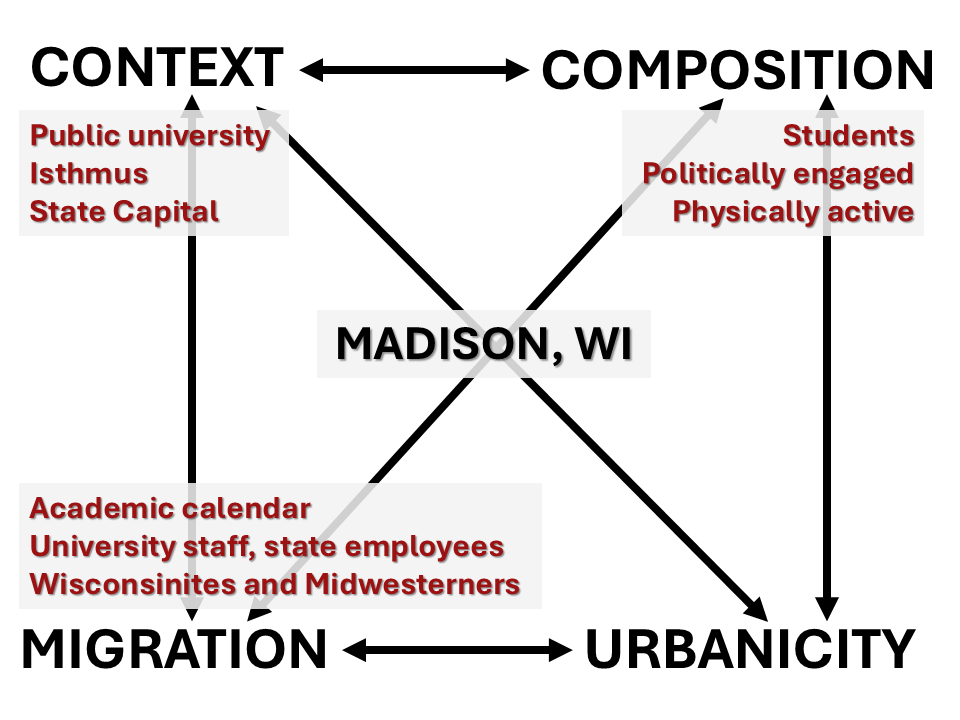 CONTEXT
COMPOSITION
Public university
Isthmus
State Capital
Students
Politically engaged
Physically active
MADISON, WI
Academic calendar
University staff, state employees
Wisconsinites and Midwesterners
MIGRATION
URBANICITY